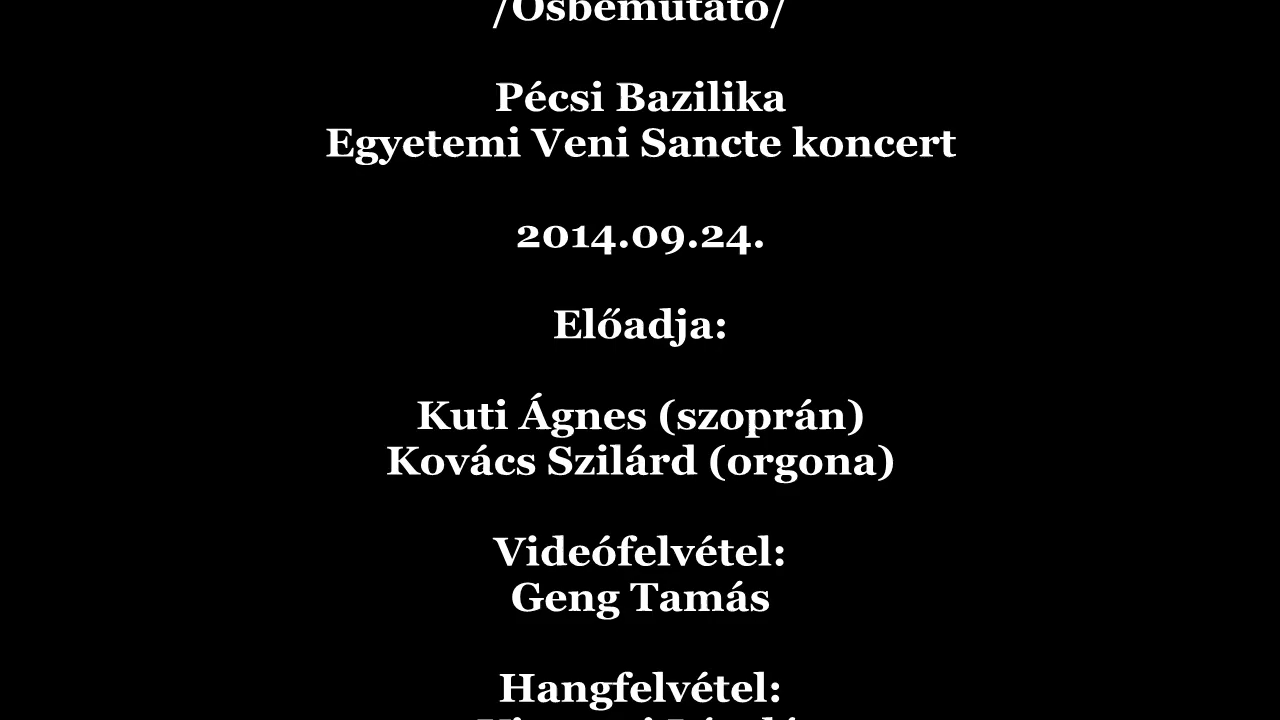 /Ősbemutató/
Pécsi Bazilika
Egyetemi Veni Sancte koncert
2014.09.24.
Előadja:
Kuti Ágnes (szoprán)
Kovács Szilárd (orgona)
Videófelvétel:
Geng Tamás
Hangfelvétel: